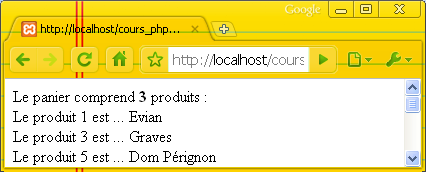 Google
http://localhost/cours_php...
http://localhost/cours
Le panier comprend 3 produits :
Le produit 1 est ... Evian
Le produit 3 est ... Graves
Le produit 5 est ... Dom Pérignon